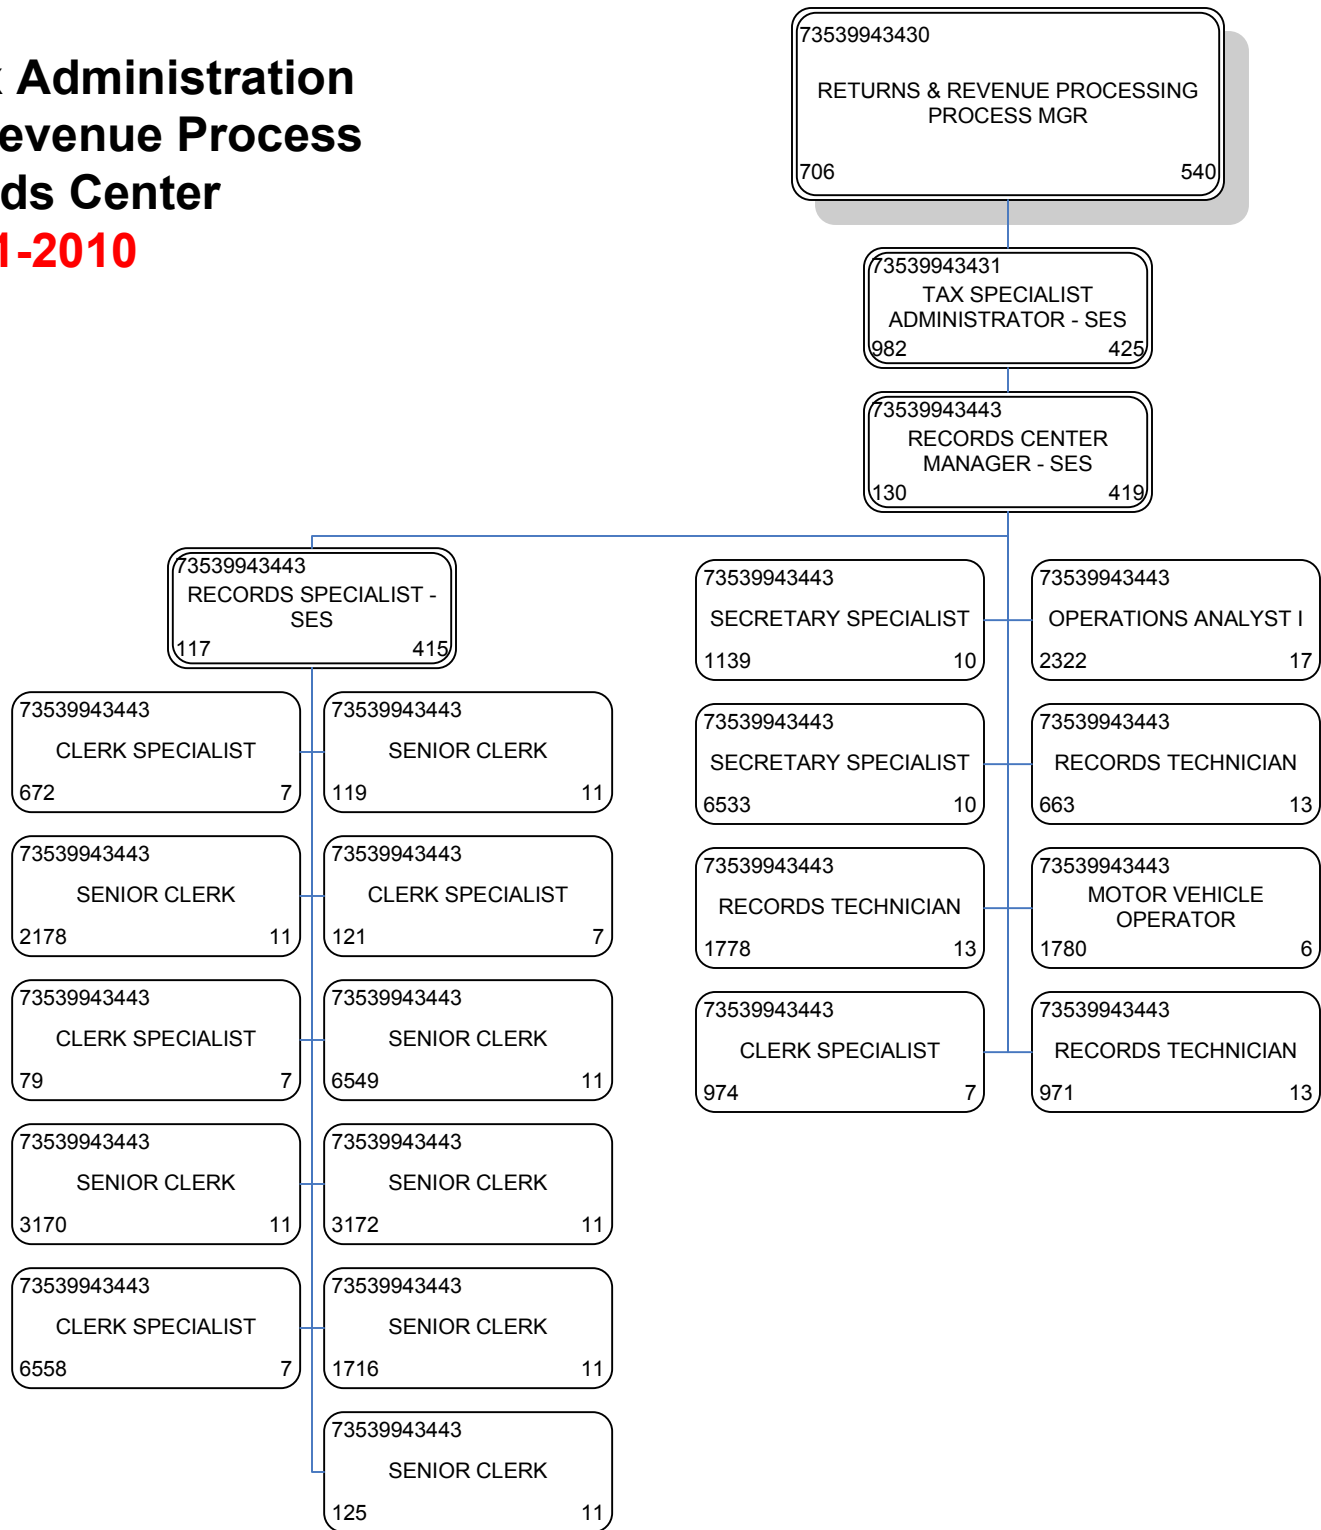 Administration
Process
Center
73539943430
RETURNS & REVENUE PROCESSING
PROCESS MGR
706 540
73539943431
TAX SPECIALIST
ADMINISTRATOR - SES
982 425
73539943443
RECORDS CENTER
MANAGER - SES
130 419
73539943443
RECORDS SPECIALIST -
SES
117 415
73539943443
SECRETARY SPECIALIST
1139 10
73539943443
OPERATIONS ANALYST I
2322 17
73539943443
CLERK SPECIALIST
672 7
73539943443
SENIOR CLERK
119 11
73539943443
SECRETARY SPECIALIST
6533 10
73539943443
RECORDS TECHNICIAN
663 13
73539943443
SENIOR CLERK
2178 11
73539943443
CLERK SPECIALIST
121 7
73539943443
RECORDS TECHNICIAN
1778 13
73539943443
MOTOR VEHICLE
OPERATOR
1780 6
73539943443
CLERK SPECIALIST
79 7
73539943443
SENIOR CLERK
6549 11
73539943443
CLERK SPECIALIST
974 7
73539943443
RECORDS TECHNICIAN
971 13
73539943443
SENIOR CLERK
3170 11
73539943443
SENIOR CLERK
3172 11
73539943443
CLERK SPECIALIST
6558 7
73539943443
SENIOR CLERK
1716 11
73539943443
SENIOR CLERK
125 11